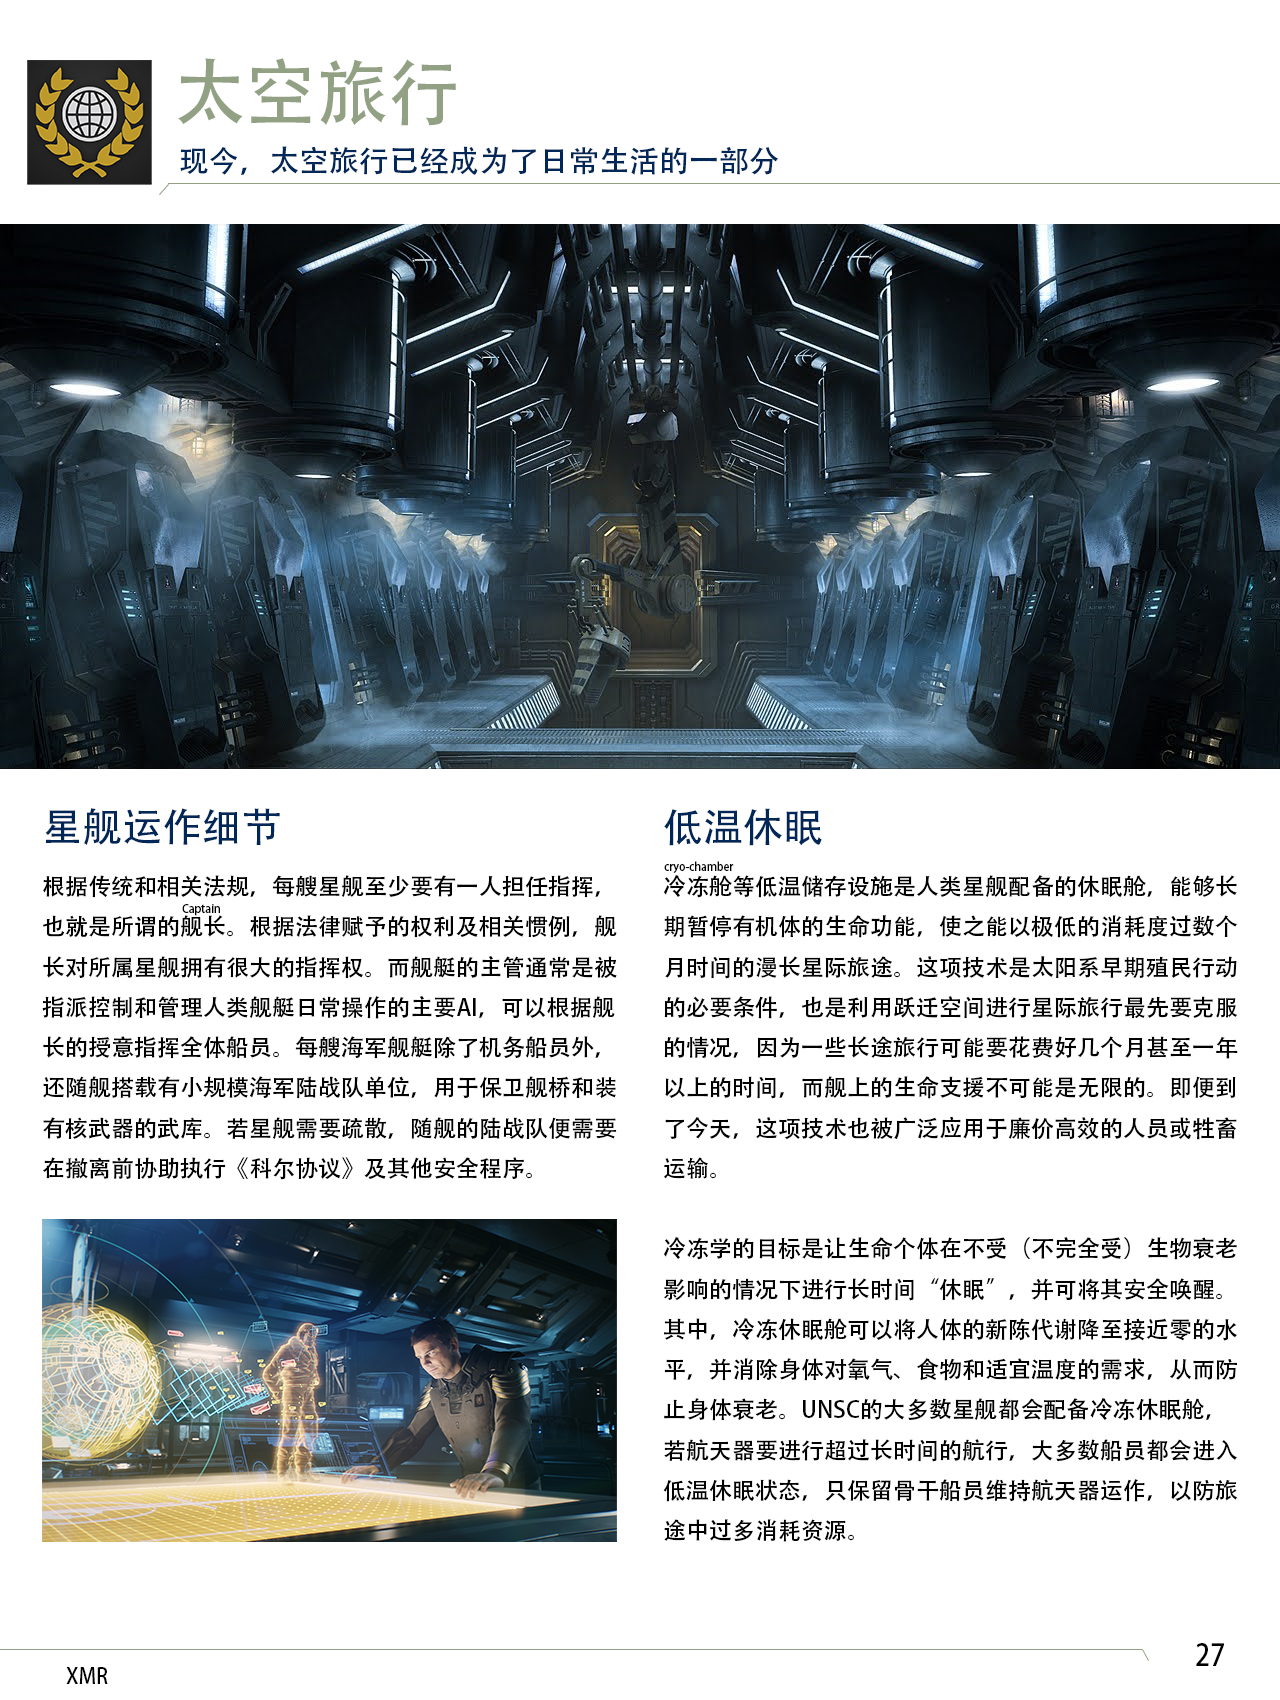 太空旅行
现今，太空旅行已经成为了日常生活的一部分
星舰运作细节
根据传统和相关法规，每艘星舰至少要有一人担任指挥，
Captain
也就是所谓的舰长。根据法律赋予的权利及相关惯例，舰
长对所属星舰拥有很大的指挥权。而舰艇的主管通常是被
指派控制和管理人类舰艇日常操作的主要AI，可以根据舰
长的授意指挥全体船员。每艘海军舰艇除了机务船员外，
还随舰搭载有小规模海军陆战队单位，用于保卫舰桥和装
有核武器的武库。若星舰需要疏散，随舰的陆战队便需要
在撤离前协助执行《科尔协议》及其他安全程序。
低温休眠
cryo-chamber
冷冻舱等低温储存设施是人类星舰配备的休眠舱，能够长
期暂停有机体的生命功能，使之能以极低的消耗度过数个
月时间的漫长星际旅途。这项技术是太阳系早期殖民行动
的必要条件，也是利用跃迁空间进行星际旅行最先要克服
的情况，因为一些长途旅行可能要花费好几个月甚至一年
以上的时间，而舰上的生命支援不可能是无限的。即便到
了今天，这项技术也被广泛应用于廉价高效的人员或牲畜
运输。
冷冻学的目标是让生命个体在不受（不完全受）生物衰老
影响的情况下进行长时间“休眠”，并可将其安全唤醒。
其中，冷冻休眠舱可以将人体的新陈代谢降至接近零的水
平，并消除身体对氧气、食物和适宜温度的需求，从而防
止身体衰老。UNSC的大多数星舰都会配备冷冻休眠舱，
若航天器要进行超过长时间的航行，大多数船员都会进入
低温休眠状态，只保留骨干船员维持航天器运作，以防旅
途中过多消耗资源。
27
XMR